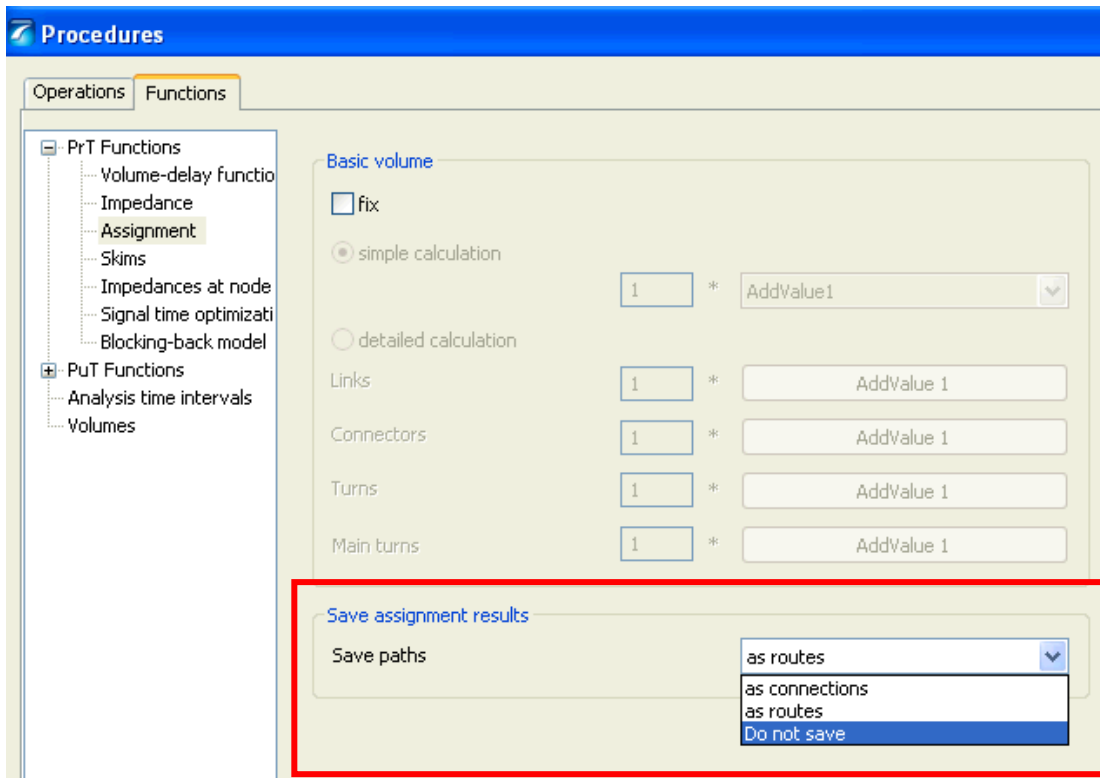 Procedures
Operations Functions
PrT Functions
Volume-delay functio
Impedance
Assignment
Skims
Impedances at node
Signal time optimizati
Blocking-back model
PuT Functions
Analysis time intervals
Volumes
Basic volume
fix
simple calculation
1 * AddValue1
detailed calculation
Links 1 * AddValue 1
Connectors 1 * AddValue 1
Turns 1 * AddValue 1
Main turns 1 * AddValue 1
Save assignment results
Save paths as routes
as connections
as routes
Do not save